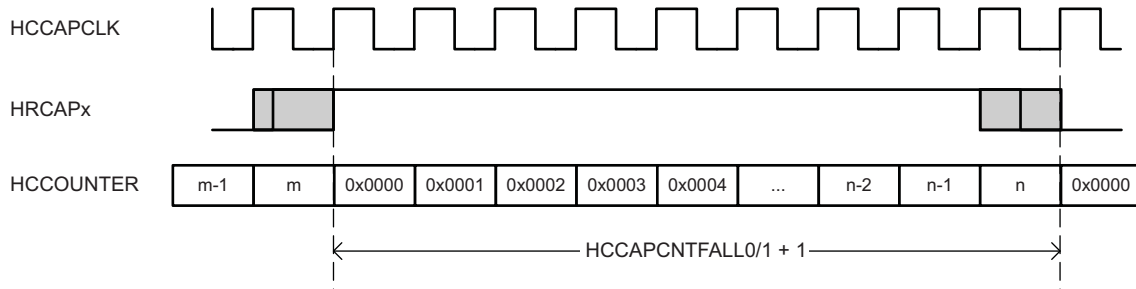 HCCAPCLK
HRCAPx
HCCOUNTER m-1 m 0x0000 0x0001 0x0002 0x0003 0x0004 ... n-2 n-1 n 0x0000
HCCAPCNTFALL0/1 + 1